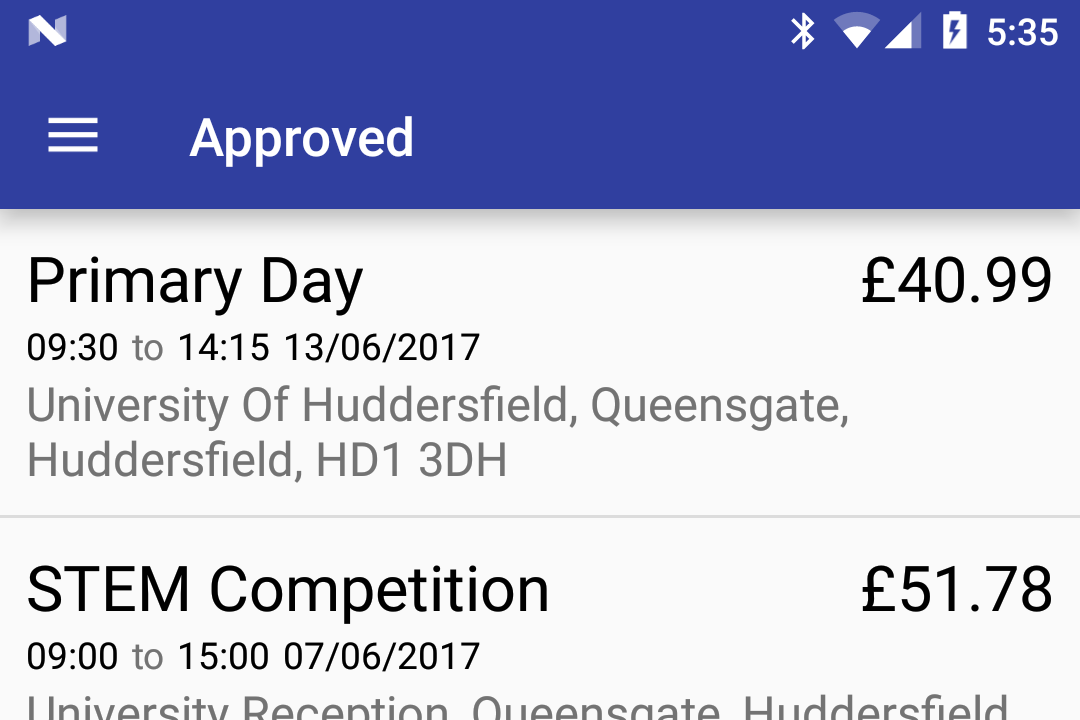 5:35
Approved
Primary Day £40.99
09:30 to 14:15 13/06/2017
University Of Huddersfield, Queensgate,
Huddersfield, HD1 3DH
STEM Competition £51.78
09:00 to 15:00 07/06/2017
University Reception, Queensgate, Huddersfield,